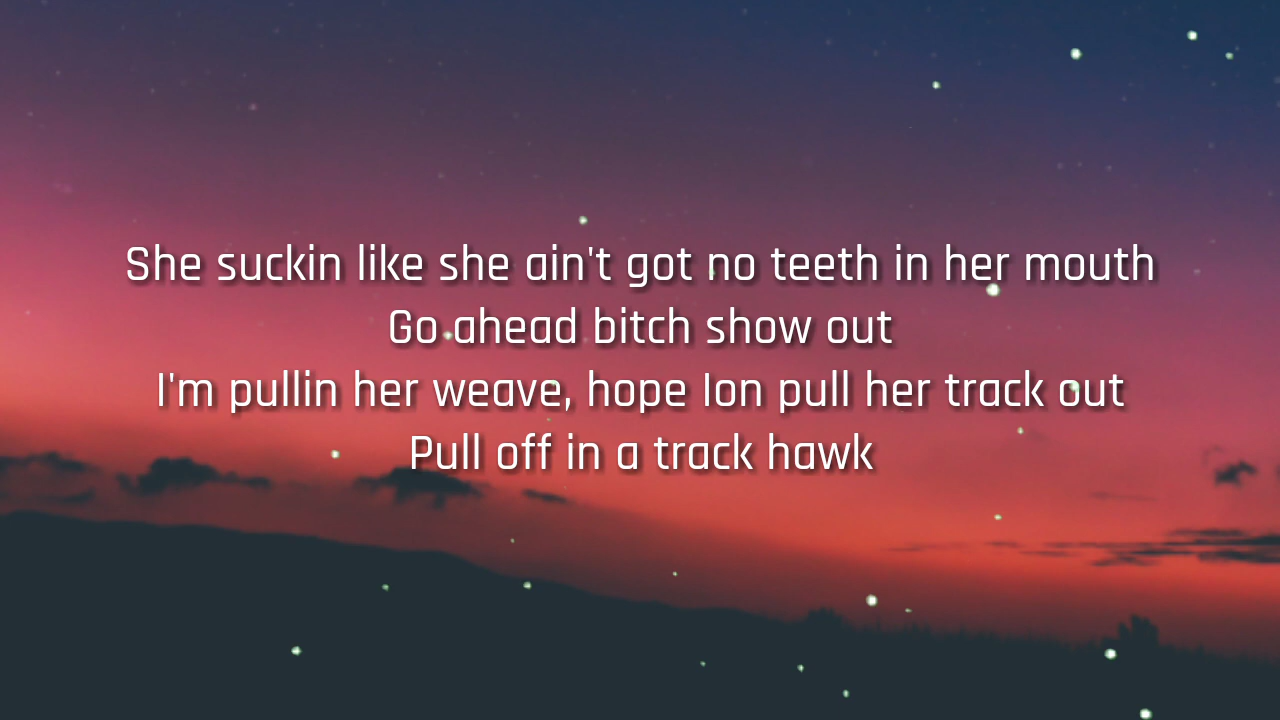 She suckin like she ain't got no teeth in her mouth
Go ahead bitch show out
I'm pullin her weave, hope Ion pull her track out
Pull off in a track hawk